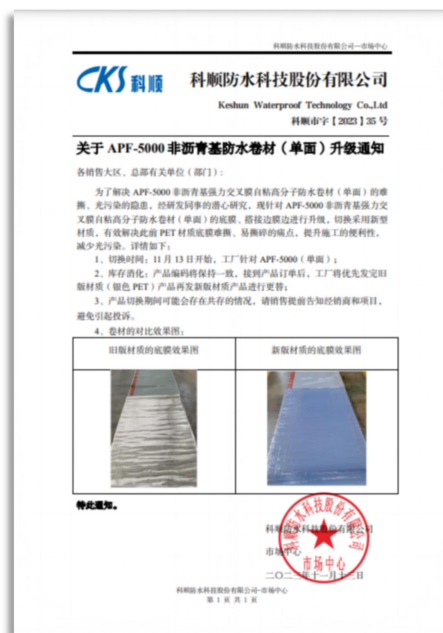 科顺防水科技股份有限公司—市场中心
CKS科顺
科顺防水科技股份有限公司
Keshun Waterproof Technology Co.,Ltd
科顺市字【2023】35 号
关于 APF-5000 非沥青基防水卷材（单面）升级通知
各销售大区、总部有关单位（部门）：
为了解决 APF-5000 非沥青基强力交叉膜自粘高分子防水卷材（单面）的难
撕、光污染的隐患，经研发同事的潜心研究，现针对 APF-5000 非沥青基强力交
叉膜自粘高分子防水卷材（单面）的底膜、搭接边膜边进行升级，切换采用新型
材质，有效解决此前 PET 材质底膜难撕、易撕碎的痛点，提升施工的便利性，
减少光污染。详情如下：
1、切换时间：11 月 13 日开始，工厂针对 APF-5000（单面）；
2、库存消化：产品编码将保持一致，接到产品订单后，工厂将优先发完旧
版材质（银色 PET）产品再发新版材质产品进行更替；
3、产品切换期间可能会存在共存的情况，请销售提前告知经销商和项目，
避免引起投诉。
4、卷材的对比效果图：
旧版材质的底膜效果图
新版材质的底膜效果图
特此通知。
科顺防水科技股份有限公司
市场中心
二〇二三年十一月十三日
科顺防水科技股份有限公司
市场中心
科顺防水科技股份有限公司-市场中心
第 1 页 共 1 页